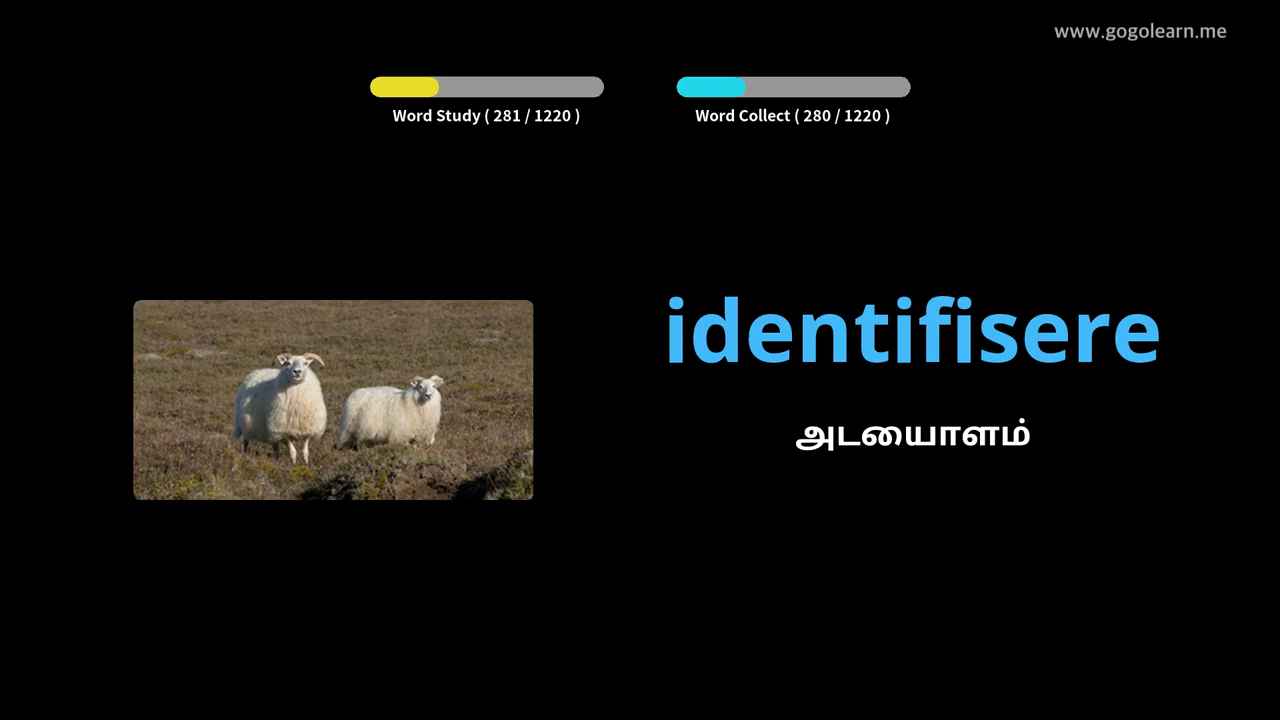 www.gogolearn.me
Word Study ( 281 / 1220 )
Word Collect ( 280 / 1220 )
identifisere
அடையாளம்